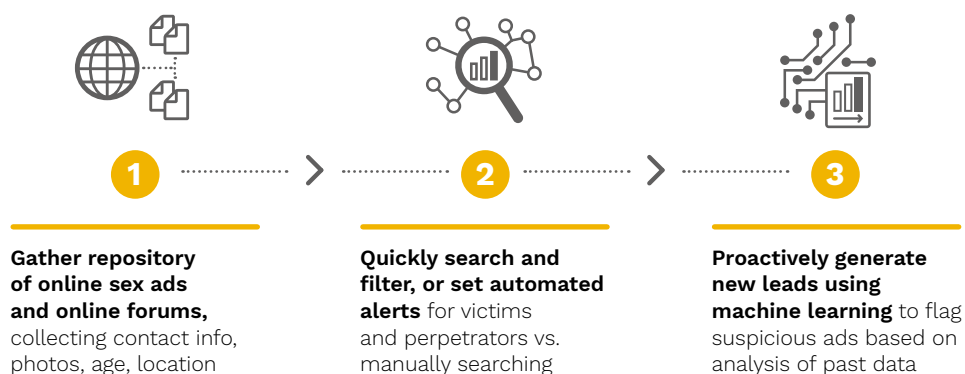 1
2
3
Gather repository
of online sex ads
and online forums,
collecting contact info,
photos, age, location
Quickly search and
filter, or set automated
alerts for victims
and perpetrators vs.
manually searching
Proactively generate
new leads using
machine learning to flag
suspicious ads based on
analysis of past data